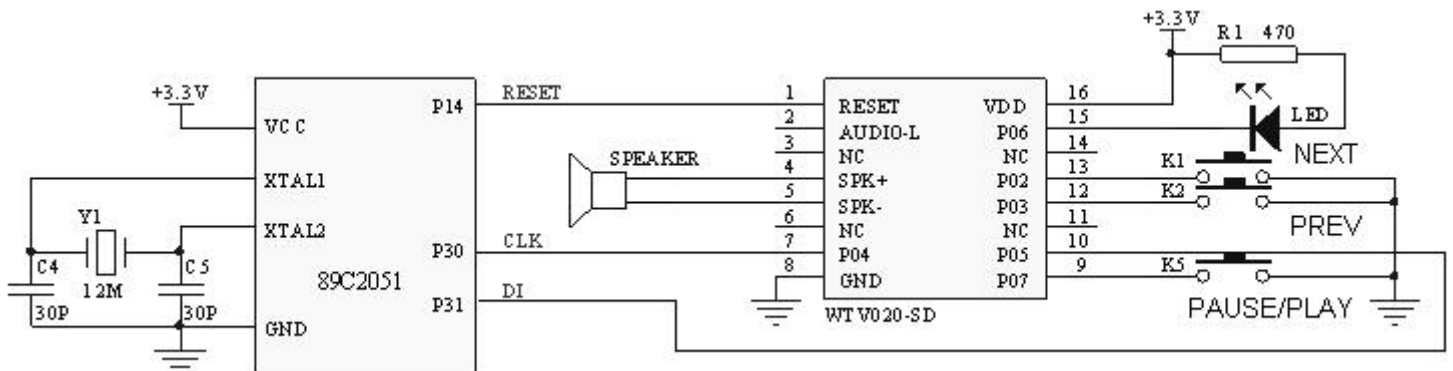 +3.3V
R1 470
+3.3V
P14
RESET
1
RESET
VDD
16
VCC
2
AUDIO-L
P06
15
LED
3
NC
NC
14
NEXT
SPEAKER
4
SPK+
P02
13
K1
XTAL1
5
SPK-
P03
12
K2
Y1
XTAL2
6
NC
NC
11
PREV
P30
CLK
7
P04
P05
10
C4
C5
8
GND
P07
9
K5
12M
89C2051
30P
30P
P31
DI
GND
WTV020-SD
PAUSE/PLAY